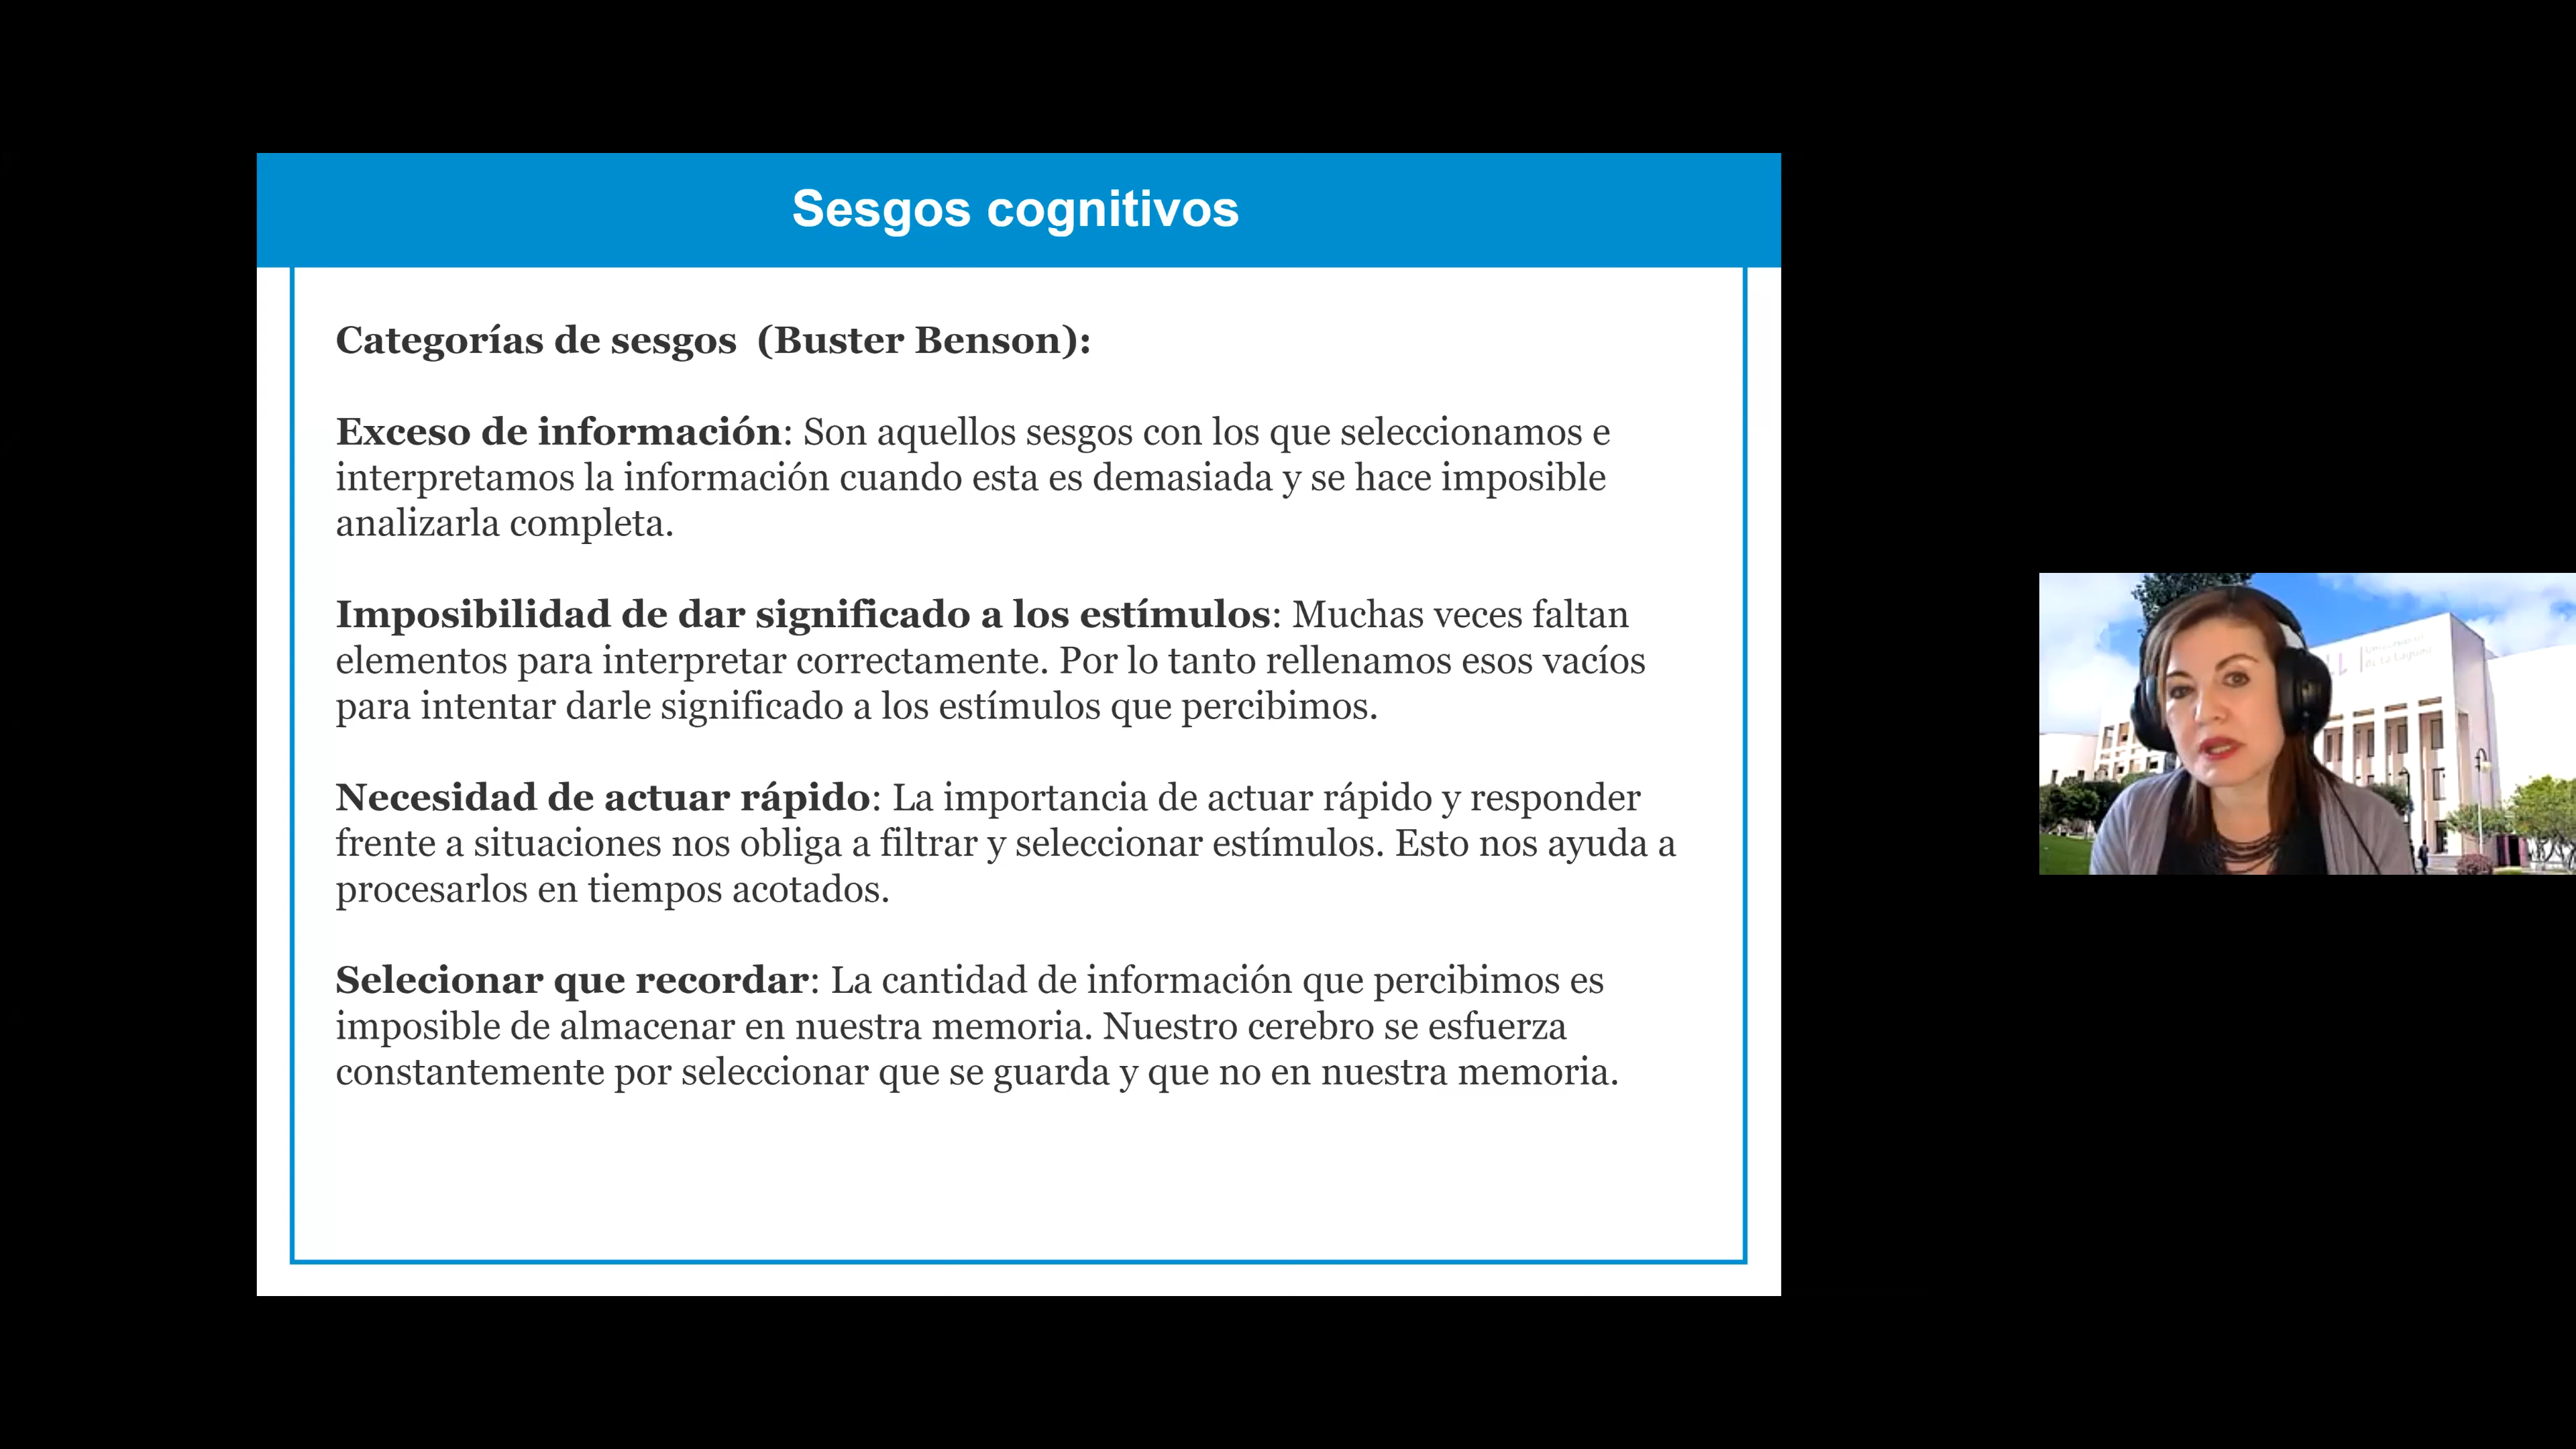 Sesgos cognitivos
Categorías de sesgos  (Buster Benson):
Exceso de información: Son aquellos sesgos con los que seleccionamos e
interpretamos la información cuando esta es demasiada y se hace imposible
analizarla completa.
Imposibilidad de dar significado a los estímulos: Muchas veces faltan
elementos para interpretar correctamente. Por lo tanto rellenamos esos vacíos
para intentar darle significado a los estímulos que percibimos.
Necesidad de actuar rápido: La importancia de actuar rápido y responder
frente a situaciones nos obliga a filtrar y seleccionar estímulos. Esto nos ayuda a
procesarlos en tiempos acotados.
Selecionar que recordar: La cantidad de información que percibimos es
imposible de almacenar en nuestra memoria. Nuestro cerebro se esfuerza
constantemente por seleccionar que se guarda y que no en nuestra memoria.
de La Laguna